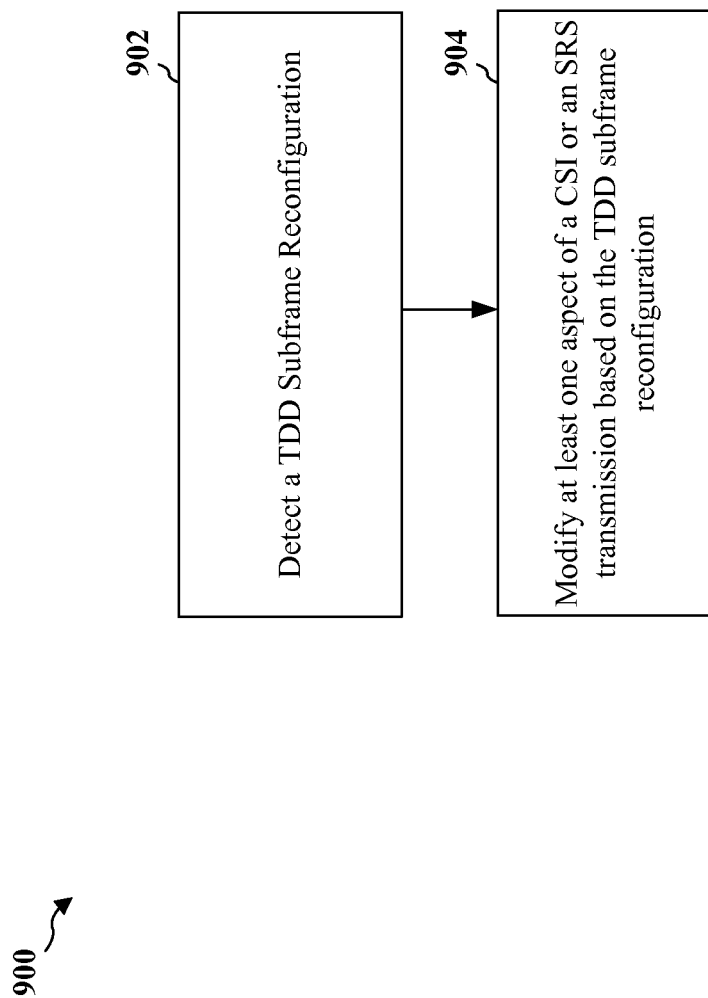 900
902
Detect a TDD Subframe Reconfiguration
904
Modify at least one aspect of a CSI or an SRS
transmission based on the TDD subframe
reconfiguration